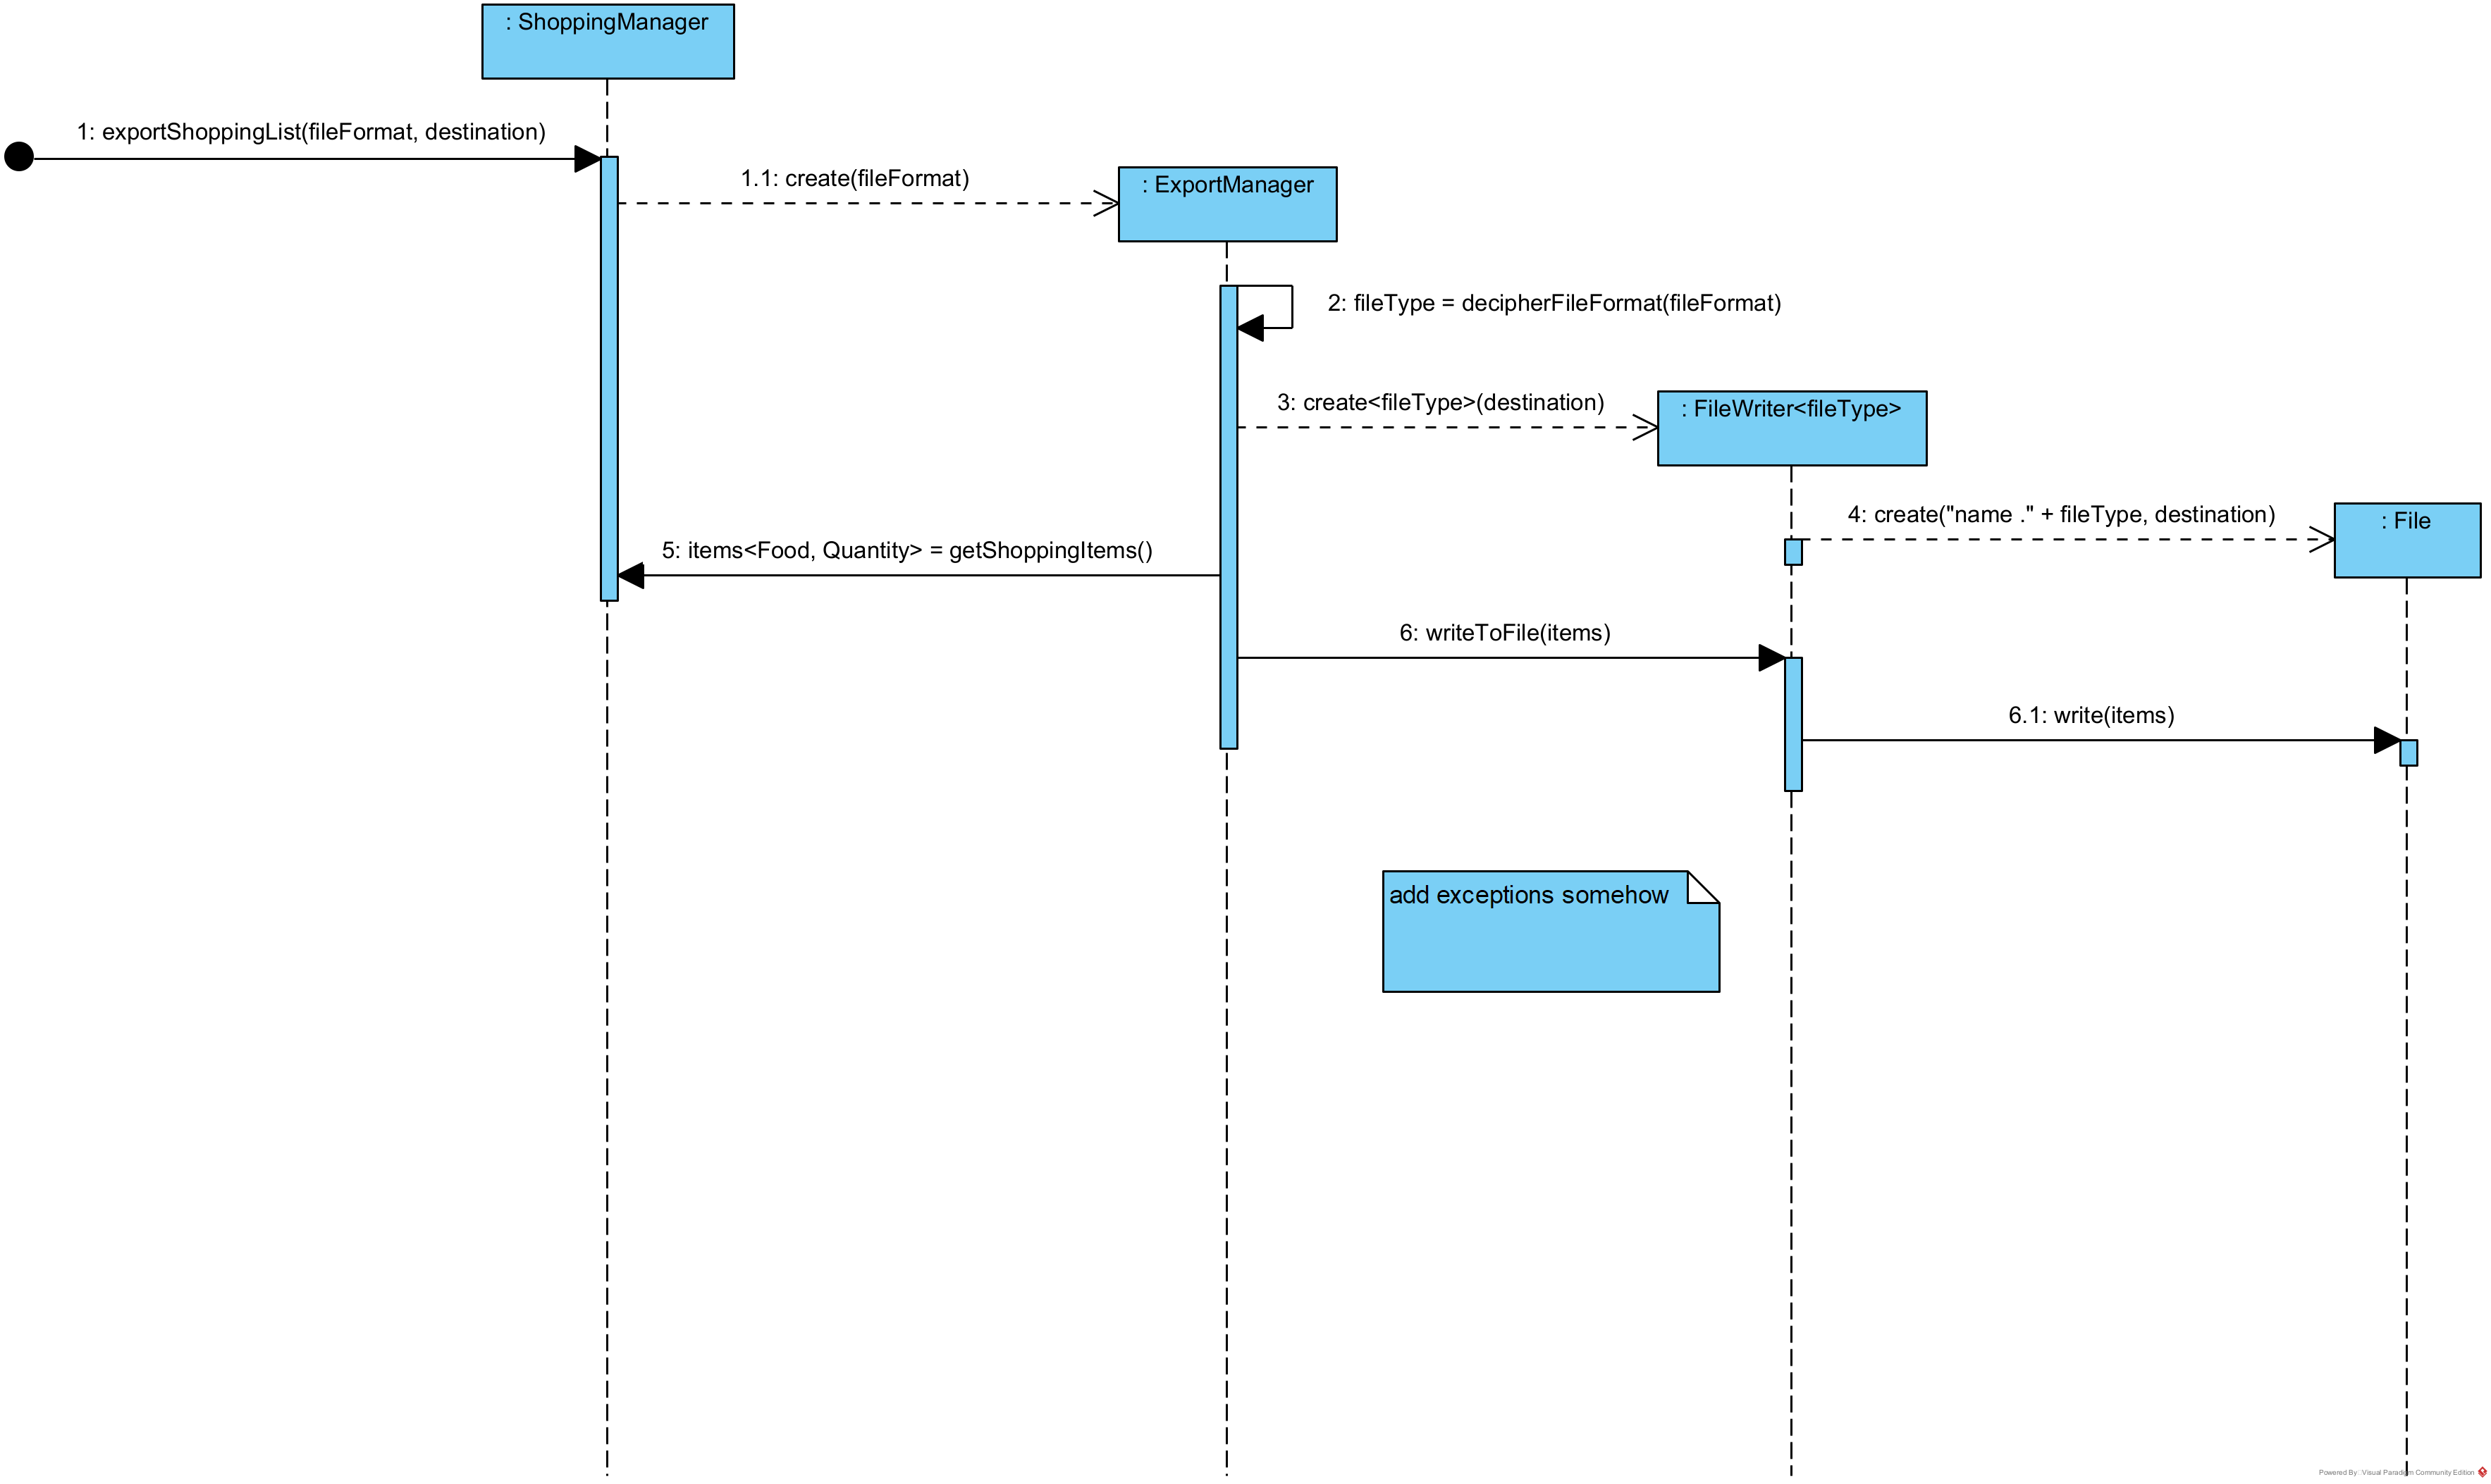 : ShoppingManager
1: exportShoppingList(fileFormat, destination)
1.1: create(fileFormat)
: ExportManager
2: fileType = decipherFileFormat(fileFormat)
3: create<fileType>(destination)
: FileWriter<fileType>
4: create("name ." + fileType, destination)
: File
5: items<Food, Quantity> = getShoppingItems()
6: writeToFile(items)
6.1: write(items)
add exceptions somehow
Powered By Visual Paradigm Community Edition